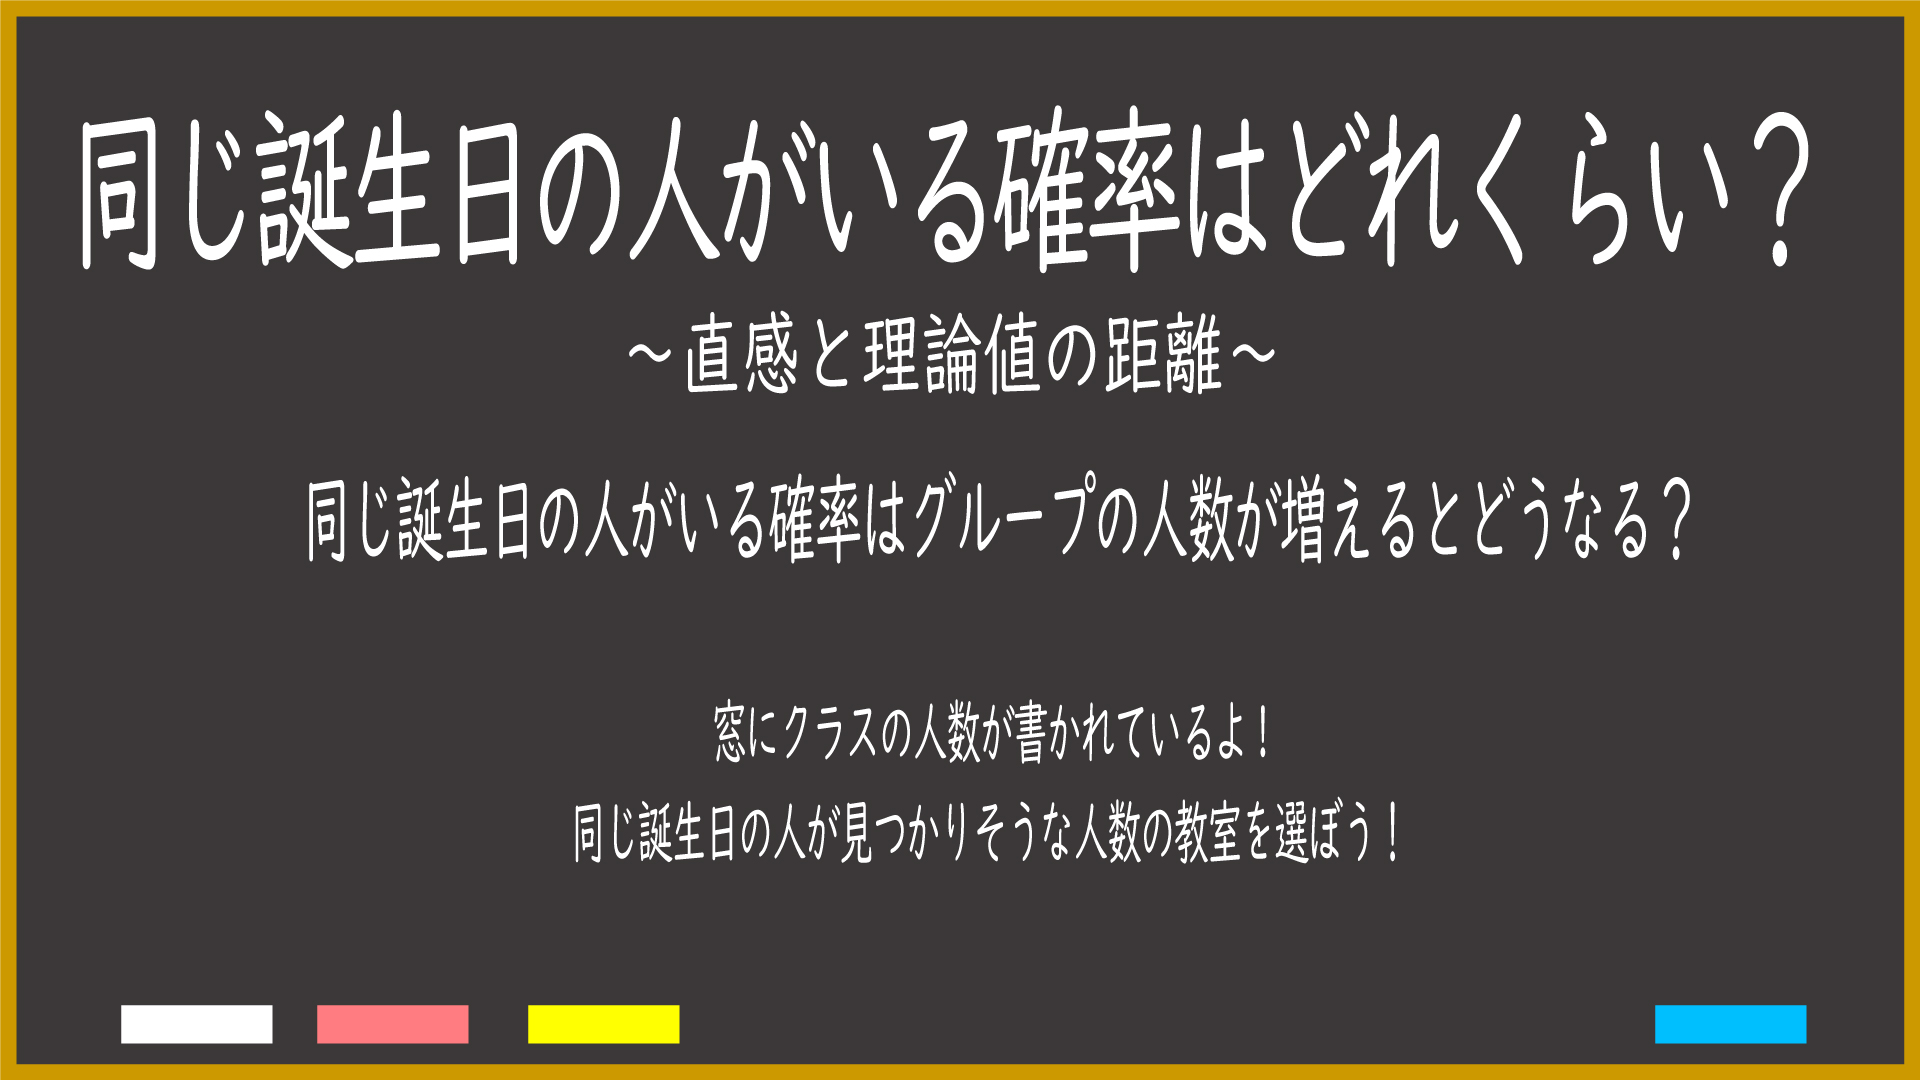 同じ誕生日の人がいる確率はどれくらい？
～直感と理論値の距離～
同じ誕生日の人がいる確率はグループの人数が増えるとどうなる？
窓にクラスの人数が書かれているよ！
同じ誕生日の人が見つかりそうな人数の教室を選ぼう！